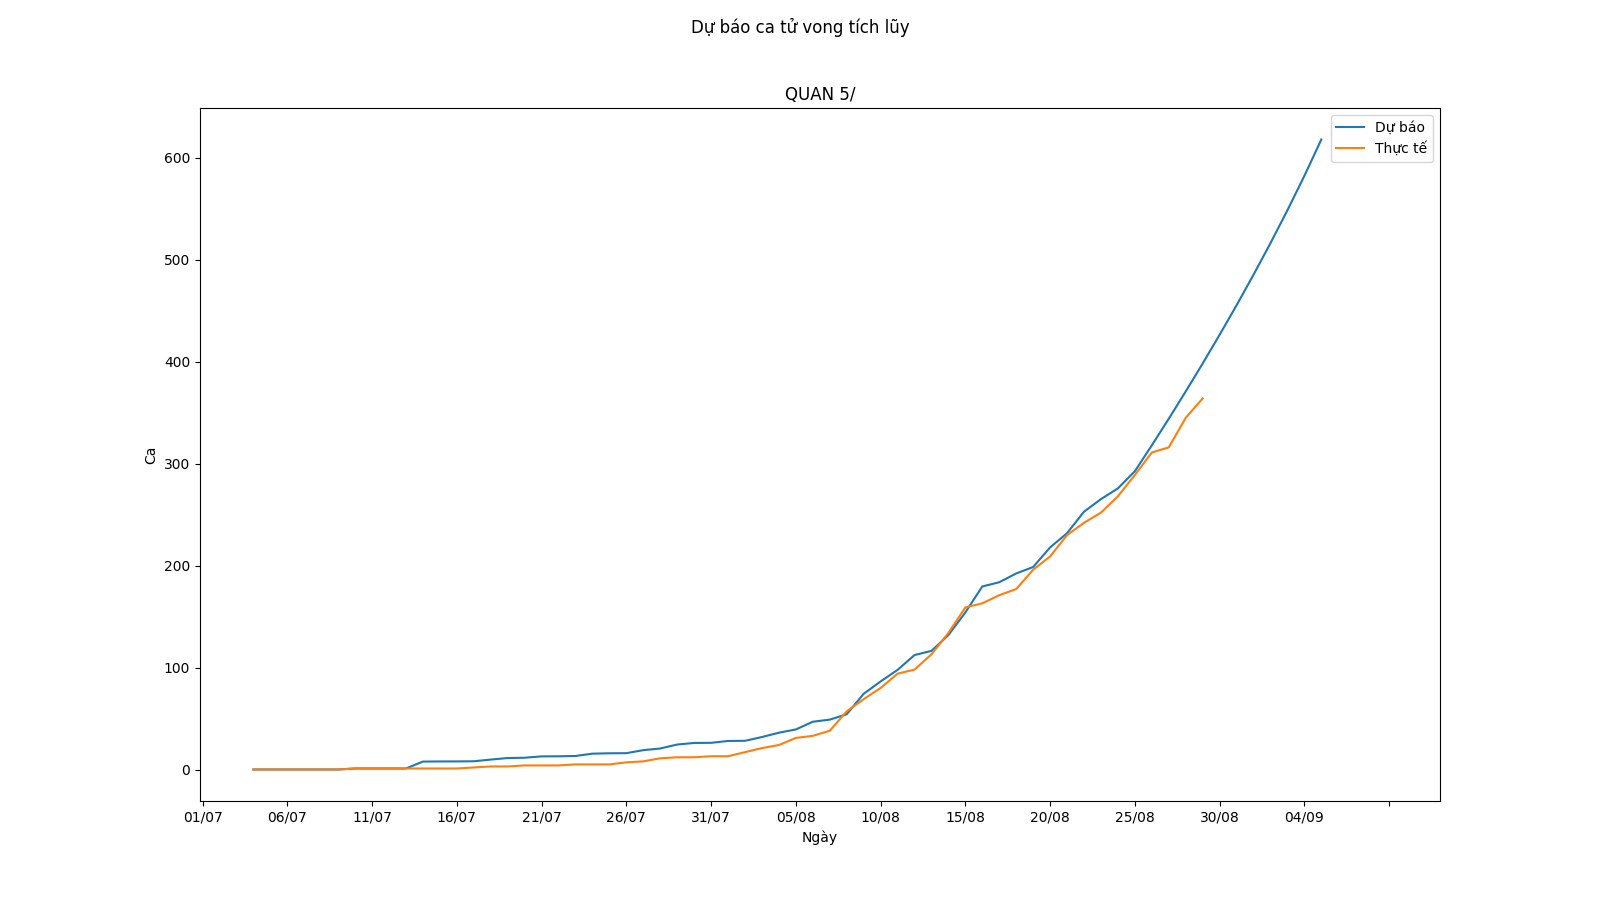 Dự báo ca tử vong tích lũy
QUAN 5/
Dự báo
Thực tế
600
500
400
300
200
100
0
Ca
01/07 06/07 11/07 16/07 21/07 26/07 31/07 05/08 10/08 15/08 20/08 25/08 30/08 04/09
Ngày